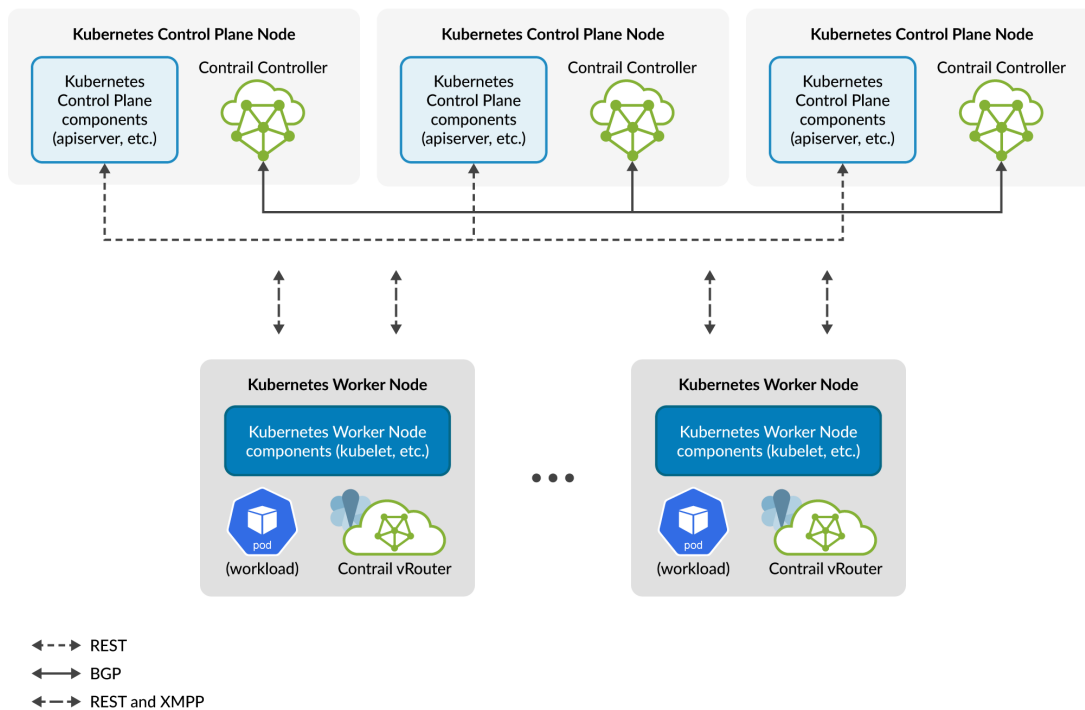 Kubernetes Control Plane Node
Kubernetes
Control Plane
components
(apiserver, etc.)
Contrail Controller
Kubernetes Control Plane Node
Kubernetes
Control Plane
components
(apiserver, etc.)
Contrail Controller
Kubernetes Control Plane Node
Kubernetes
Control Plane
components
(apiserver, etc.)
Contrail Controller
Kubernetes Worker Node
Kubernetes Worker Node
components (kubelet, etc.)
pod
(workload)
Contrail vRouter
Kubernetes Worker Node
Kubernetes Worker Node
components (kubelet, etc.)
pod
(workload)
Contrail vRouter
REST
BGP
REST and XMPP